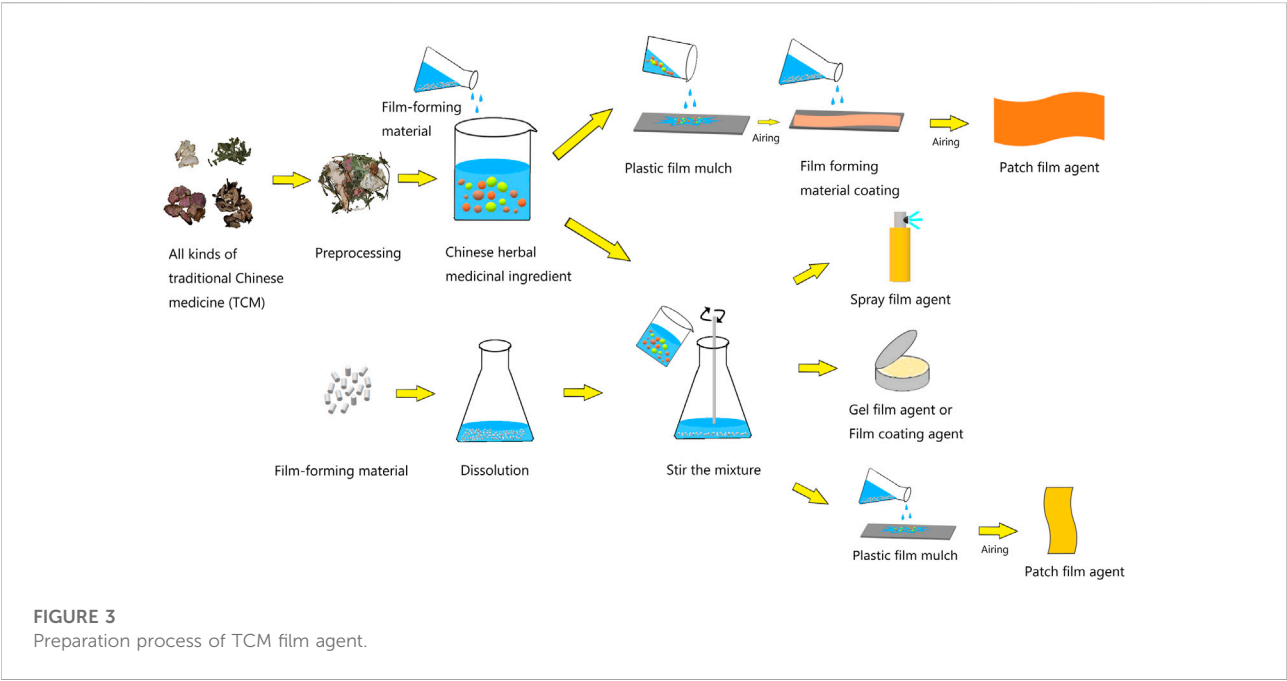 Film-forming
material
All kinds of
traditional Chinese
medicine (TCM)
Preprocessing
Chinese herbal
medicinal ingredient
Plastic film mulch
Airing
Film forming
material coating
Airing
Patch film agent
Spray film agent
Gel film agent or
Film coating agent
Film-forming material
Dissolution
Stir the mixture
Plastic film mulch
Airing
Patch film agent
FIGURE 3
Preparation process of TCM film agent.